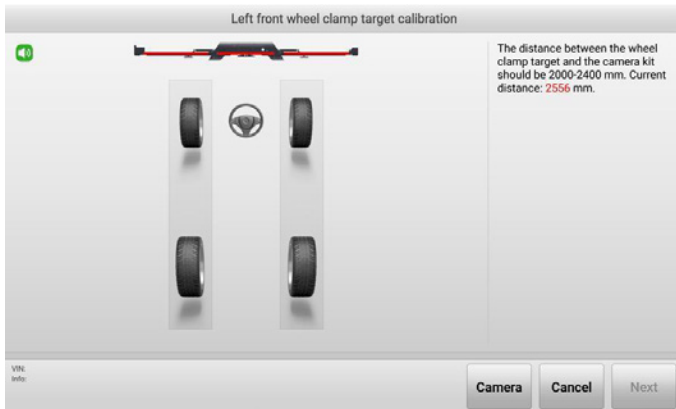 Left front wheel clamp target calibration
The distance between the wheel
clamp target and the camera kit
should be 2000-2400 mm. Current
distance: 2556 mm.
VIN:
Info:
Camera
Cancel
Next